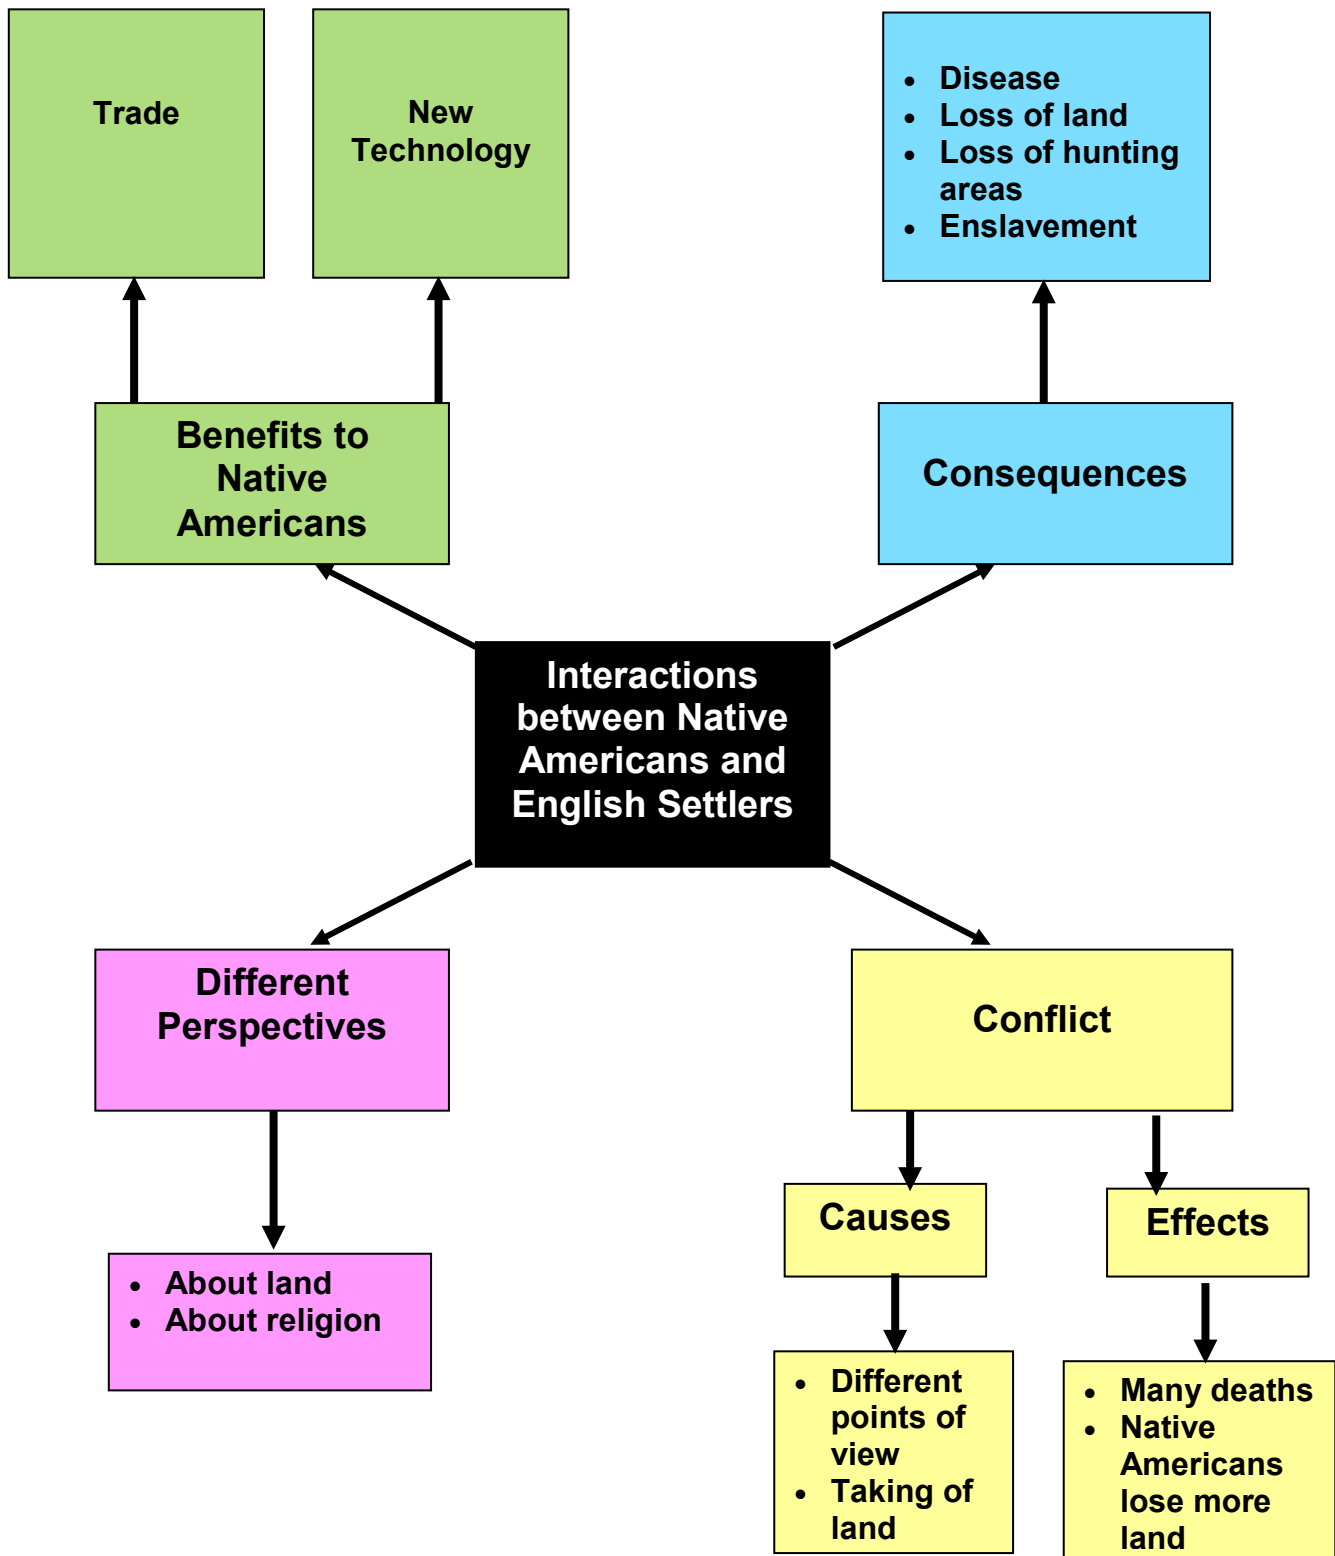 Trade
New
Technology
• Disease
• Loss of land
• Loss of hunting
areas
• Enslavement
Benefits to
Native
Americans
Consequences
Interactions
between Native
Americans and
English Settlers
Different
Perspectives
Conflict
Causes
Effects
• About land
• About religion
• Different
points of
view
• Taking of
land
• Many deaths
• Native
Americans
lose more
land